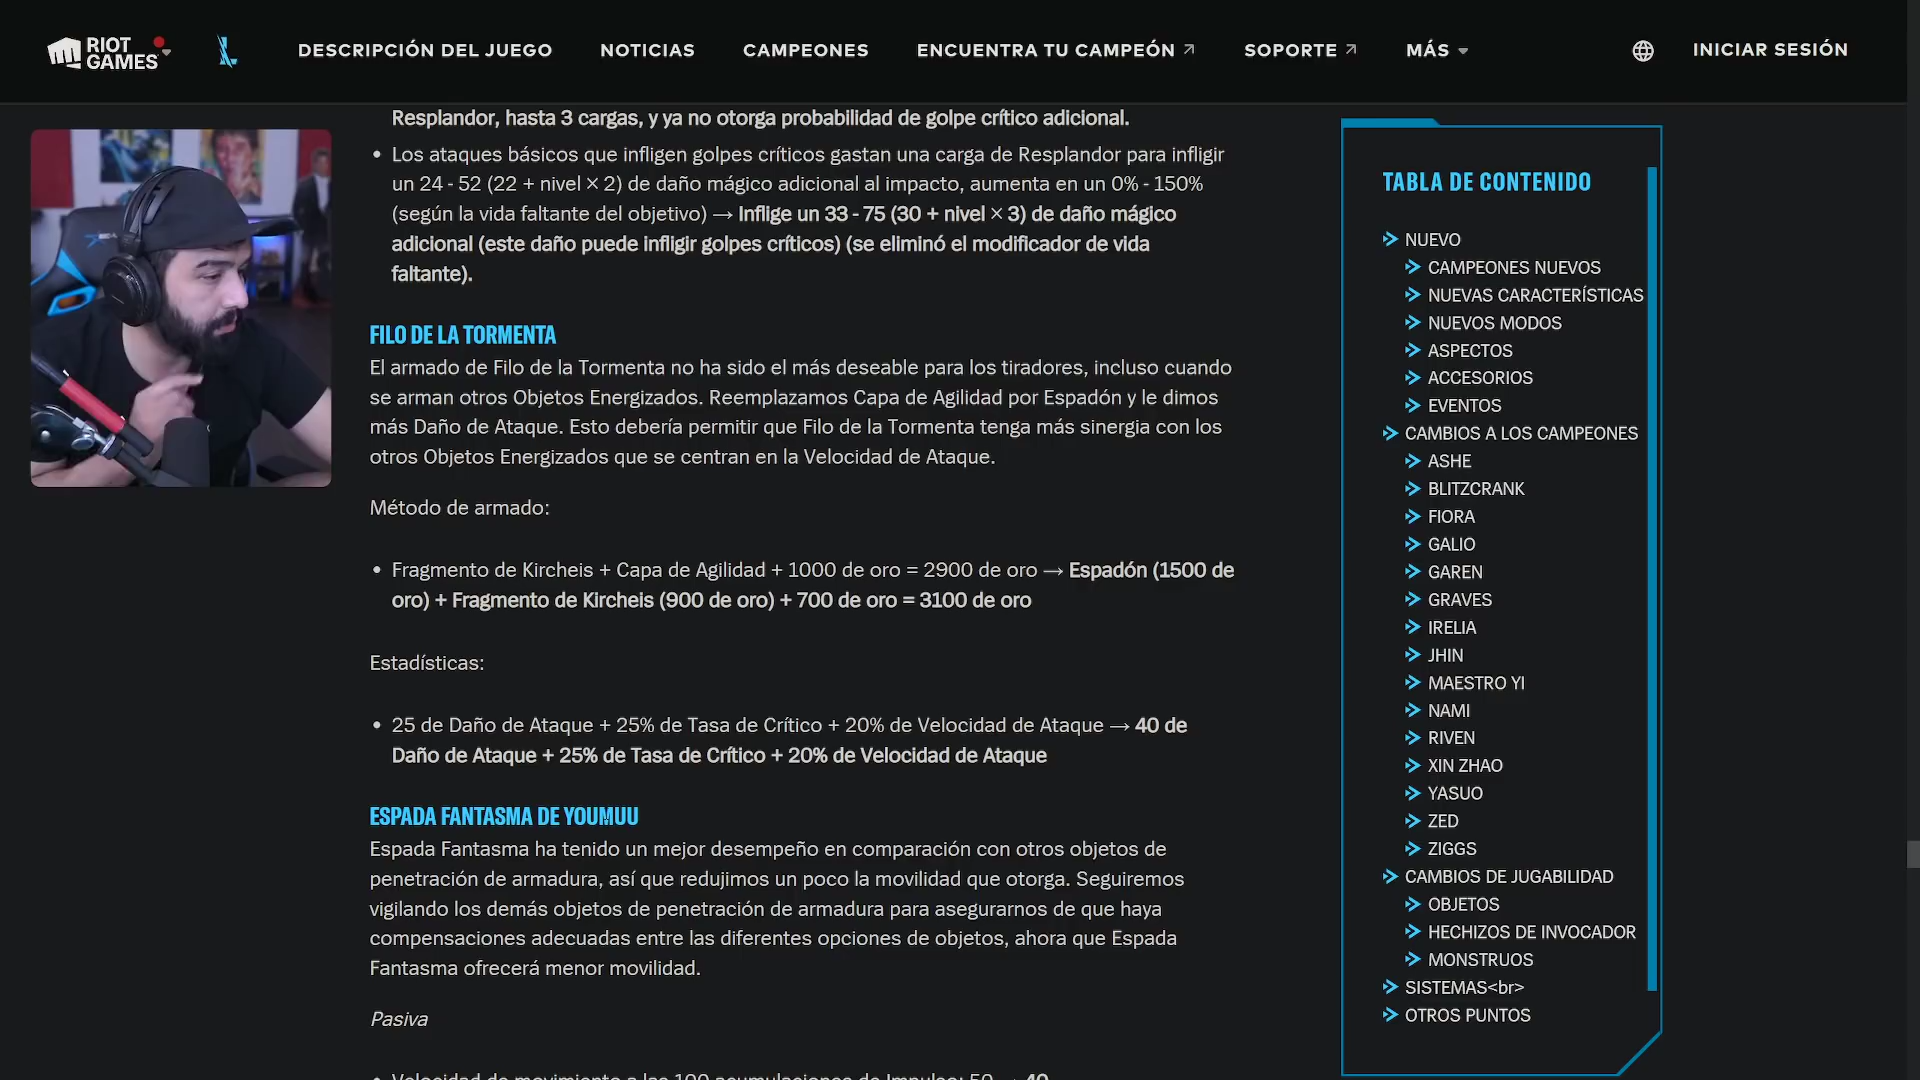 RIOT GAMES
DESCRIPCIÓN DEL JUEGO
NOTICIAS
CAMPEONES
ENCUENTRA TU CAMPEÓN
SOPORTE
MÁS
INICIAR SESIÓN
Resplandor, hasta 3 cargas, y ya no otorga probabilidad de golpe crítico adicional.
• Los ataques básicos que infligen golpes críticos gastan una carga de Resplandor para infligir
un 24 - 52 (22 + nivel × 2) de daño mágico adicional al impacto, aumenta en un 0% - 150%
(según la vida faltante del objetivo) → Inflige un 33 - 75 (30 + nivel × 3) de daño mágico
adicional (este daño puede infligir golpes críticos) (se eliminó el modificador de vida
faltante).
FILO DE LA TORMENTA
El armado de Filo de la Tormenta no ha sido el más deseable para los tiradores, incluso cuando
se arman otros Objetos Energizados. Reemplazamos Capa de Agilidad por Espadón y le dimos
más Daño de Ataque. Esto debería permitir que Filo de la Tormenta tenga más sinergia con los
otros Objetos Energizados que se centran en la Velocidad de Ataque.
Método de armado:
• Fragmento de Kircheis + Capa de Agilidad + 1000 de oro = 2900 de oro → Espadón (1500 de
oro) + Fragmento de Kircheis (900 de oro) + 700 de oro = 3100 de oro
Estadísticas:
• 25 de Daño de Ataque + 25% de Tasa de Crítico + 20% de Velocidad de Ataque → 40 de
Daño de Ataque + 25% de Tasa de Crítico + 20% de Velocidad de Ataque
ESPADA FANTASMA DE YOUMUU
Espada Fantasma ha tenido un mejor desempeño en comparación con otros objetos de
penetración de armadura, así que redujimos un poco la movilidad que otorga. Seguiremos
vigilando los demás objetos de penetración de armadura para asegurarnos de que haya
compensaciones adecuadas entre las diferentes opciones de objetos, ahora que Espada
Fantasma ofrecerá menor movilidad.
Pasiva
• Velocidad de movimiento a las 100 acumulaciones de Impulso: 50 → 40
TABLA DE CONTENIDO
NUEVO
CAMPEONES NUEVOS
NUEVAS CARACTERÍSTICAS
NUEVOS MODOS
ASPECTOS
ACCESORIOS
EVENTOS
CAMBIOS A LOS CAMPEONES
ASHE
BLITZCRANK
FIORA
GALIO
GAREN
GRAVES
IRELIA
JHIN
MAESTRO YI
NAMI
RIVEN
XIN ZHAO
YASUO
ZED
ZIGGS
CAMBIOS DE JUGABILIDAD
OBJETOS
HECHIZOS DE INVOCADOR
MONSTRUOS
SISTEMAS<br>
OTROS PUNTOS